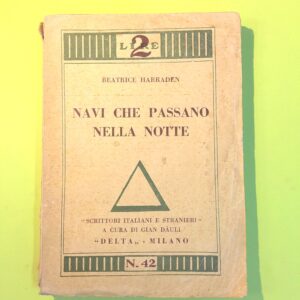 2
LIRE
BEATRICE HARRADEN
NAVI CHE PASSANO
NELLA NOTTE
"SCRITTORI ITALIANI E STRANIERI"
A CURA DI GIAN DÀULI
"DELTA„ - MILANO
N. 42